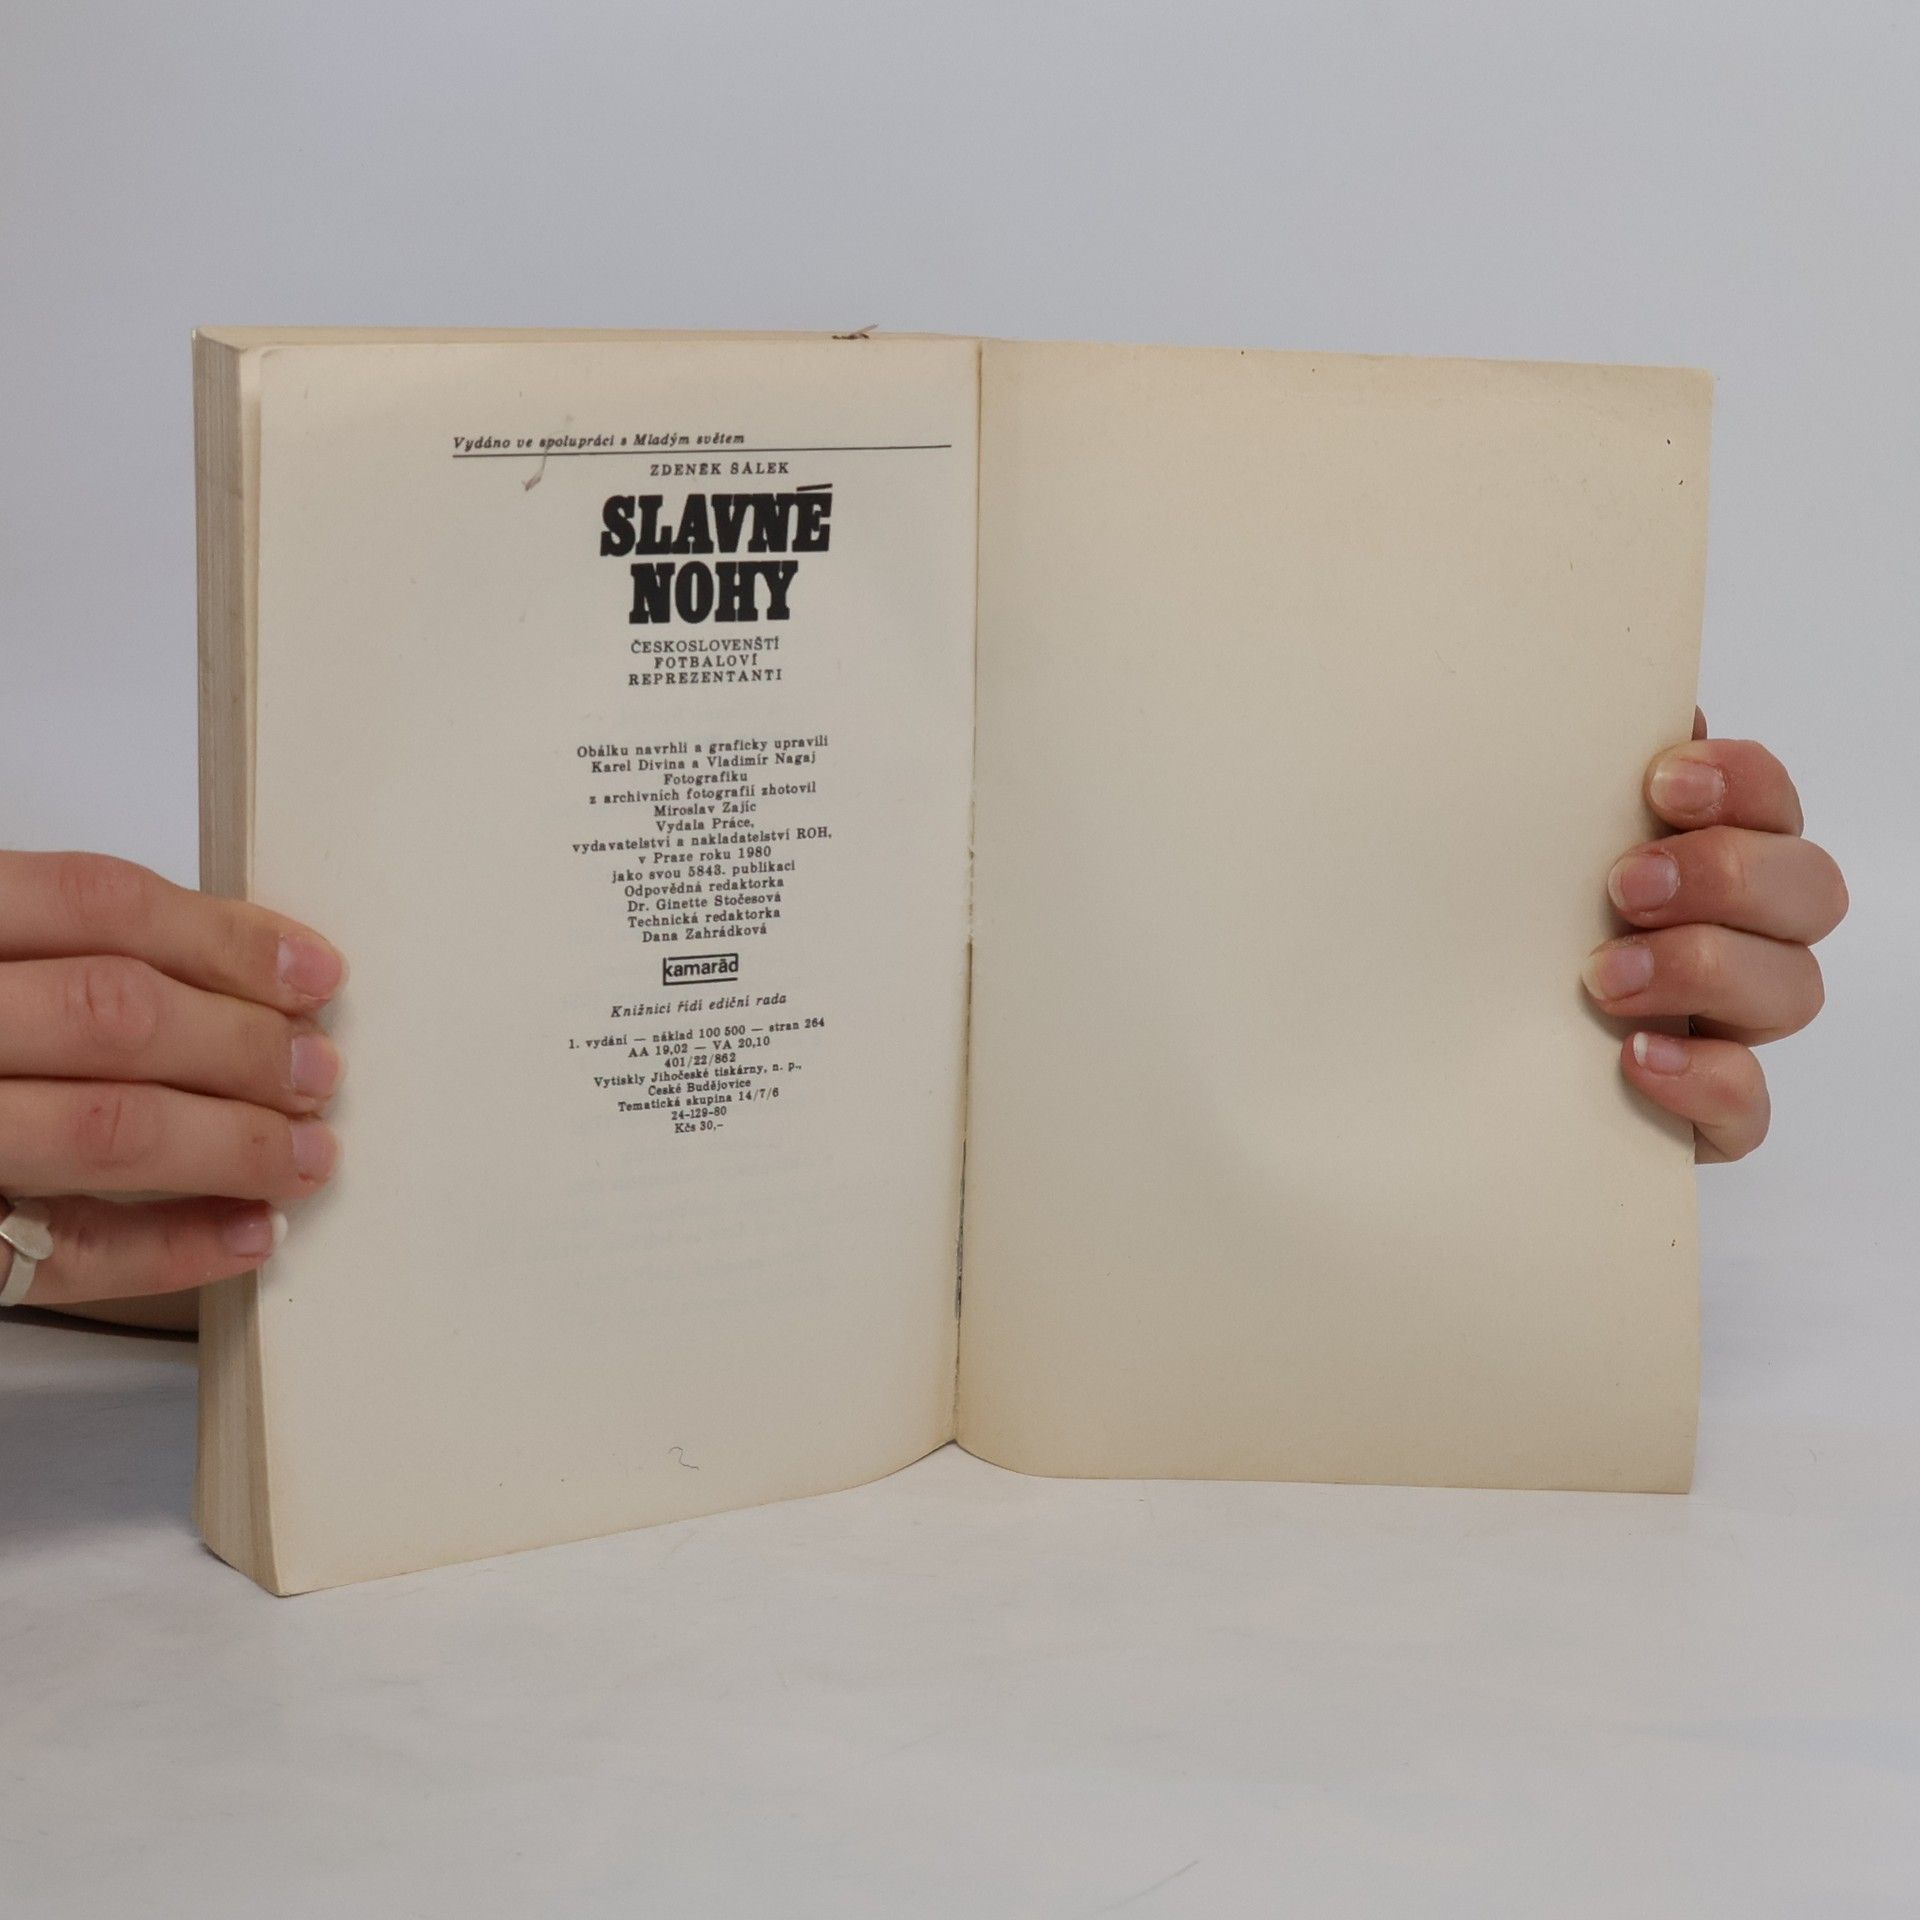 Vydáno ve spolupráci s Mladým světem
ZDENĚK ŠÁLEK
SLAVNÉ
NOHY
ČESKOSLOVENŠTÍ
FOTBALOVÍ
REPREZENTANTI
Obálku navrhli a graficky upravili
Karel Divina a Vladimír Nagaj
Fotografiku
z archivních fotografií zhotovil
Miroslav Zajíc
Vydala Práce,
vydavatelství a nakladatelství ROH,
v Praze roku 1980
jako svou 5843. publikaci
Odpovědná redaktorka
Dr. Ginette Stočesová
Technická redaktorka
Dana Zahrádková
kamarád
Knižnici řídí ediční rada
1. vydání — náklad 100 500 — stran 264
AA 19,02 — VA 20,10
401/22/862
Vytiskly Jihočeské tiskárny, n. p.,
České Budějovice
Tematická skupina 14/7/6
24-129-80
Kčs 30,-